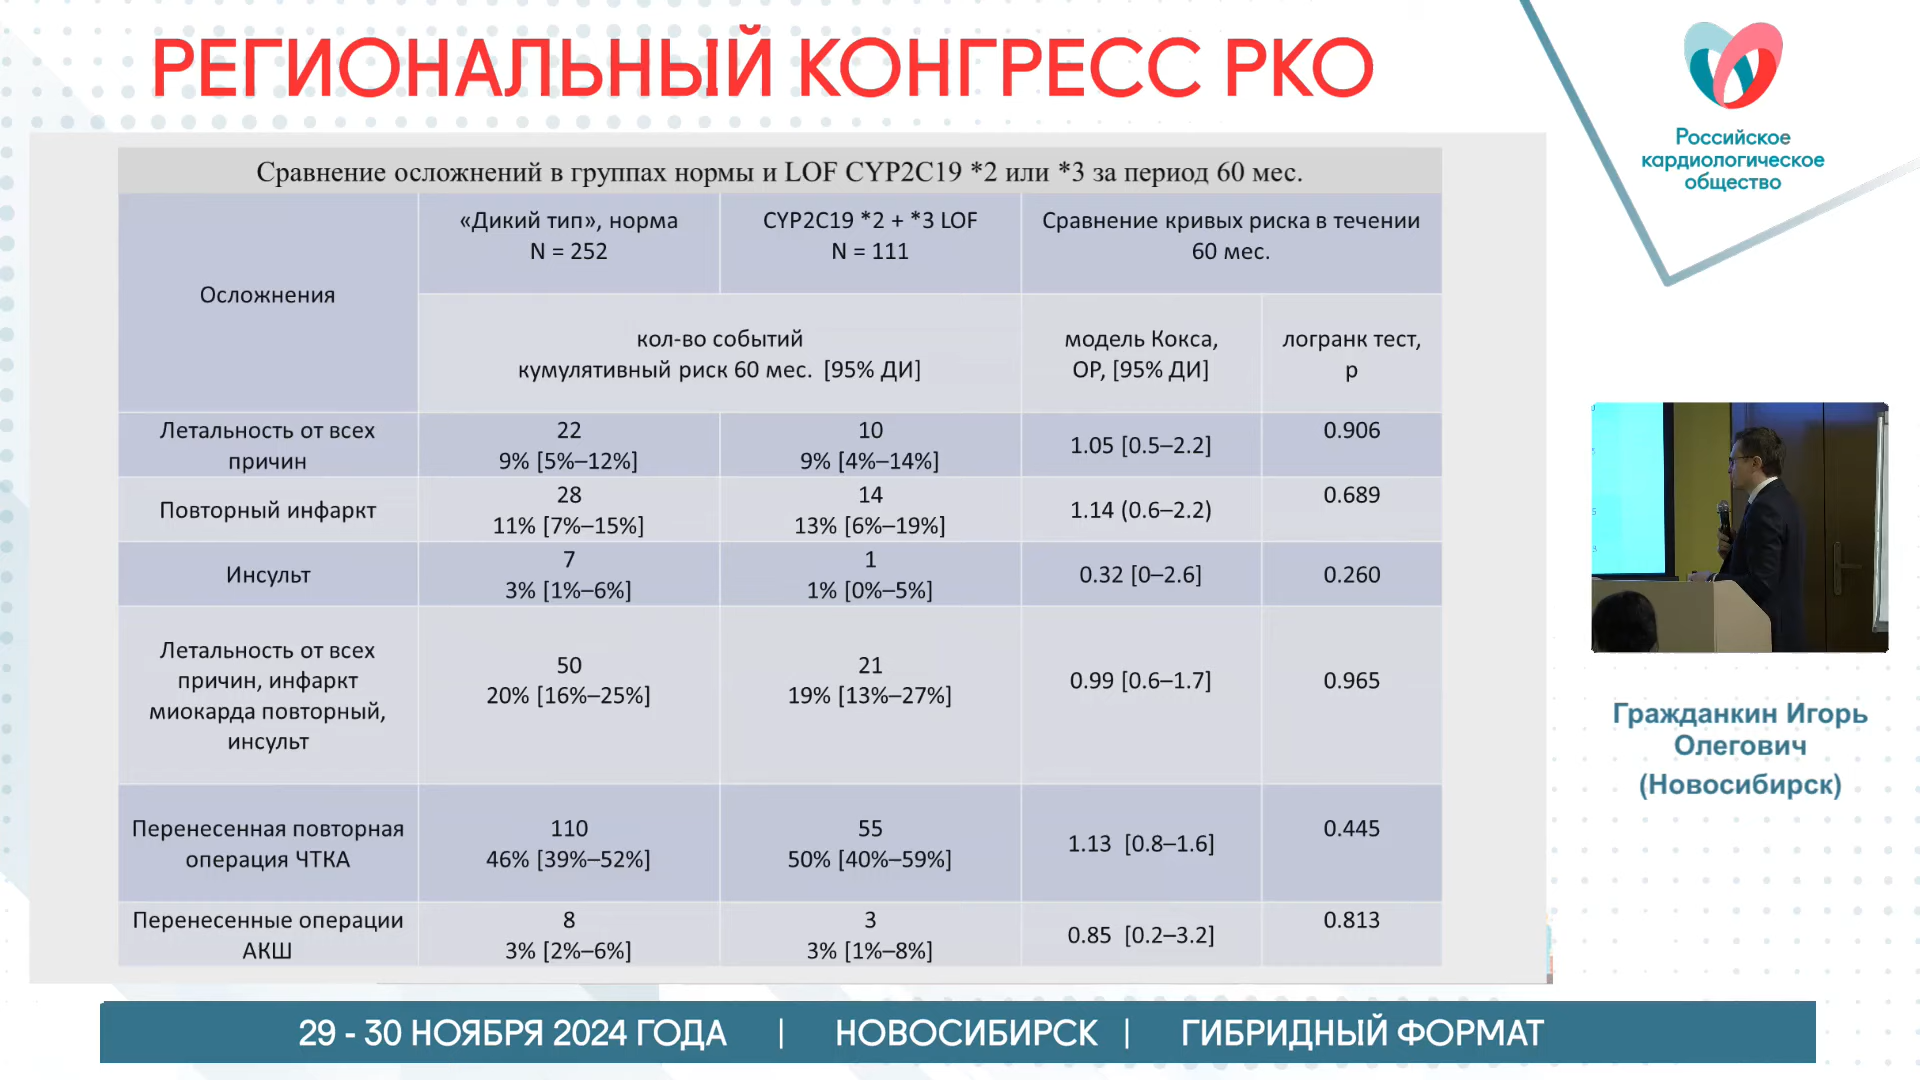 РЕГИОНАЛЬНЫЙ КОНГРЕСС РКО
Российское
кардиологическое
общество
Сравнение осложнений в группах нормы и LOF CYP2C19 *2 или *3 за период 60 мес.
Осложнения
«Дикий тип», норма
N = 252
CYP2C19 *2 + *3 LOF
N = 111
Сравнение кривых риска в течении
60 мес.
кол-во событий
кумулятивный риск 60 мес. [95% ДИ]
модель Кокса,
ОР, [95% ДИ]
логранк тест,
р
Летальность от всех
причин
22
9% [5%–12%]
10
9% [4%–14%]
1.05 [0.5–2.2]
0.906
Повторный инфаркт
28
11% [7%–15%]
14
13% [6%–19%]
1.14 (0.6–2.2)
0.689
Инсульт
7
3% [1%–6%]
1
1% [0%–5%]
0.32 [0–2.6]
0.260
Летальность от всех
причин, инфаркт
миокарда повторный,
инсульт
50
20% [16%–25%]
21
19% [13%–27%]
0.99 [0.6–1.7]
0.965
Перенесенная повторная
операция ЧТКА
110
46% [39%–52%]
55
50% [40%–59%]
1.13 [0.8–1.6]
0.445
Перенесенные операции
АКШ
8
3% [2%–6%]
3
3% [1%–8%]
0.85 [0.2–3.2]
0.813
Гражданкин Игорь
Олегович
(Новосибирск)
29 - 30 НОЯБРЯ 2024 ГОДА | НОВОСИБИРСК | ГИБРИДНЫЙ ФОРМАТ